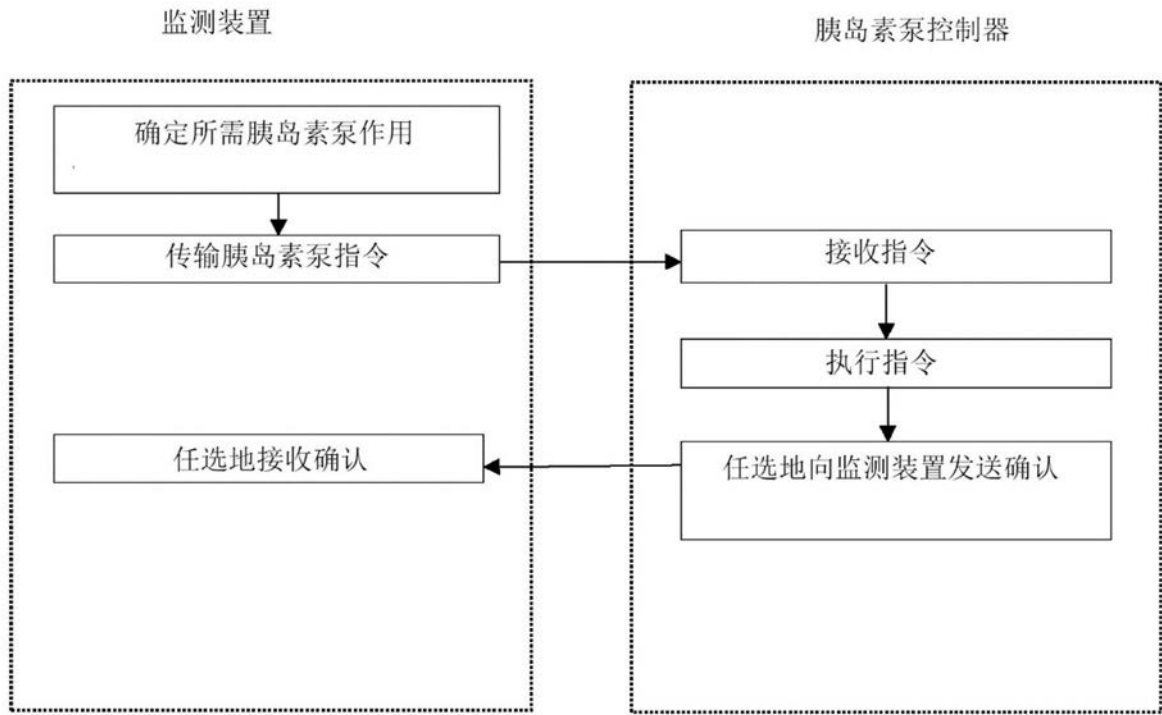 监测装置
胰岛素泵控制器
确定所需胰岛素泵作用
传输胰岛素泵指令
接收指令
执行指令
任选地接收确认
任选地向监测装置发送确认